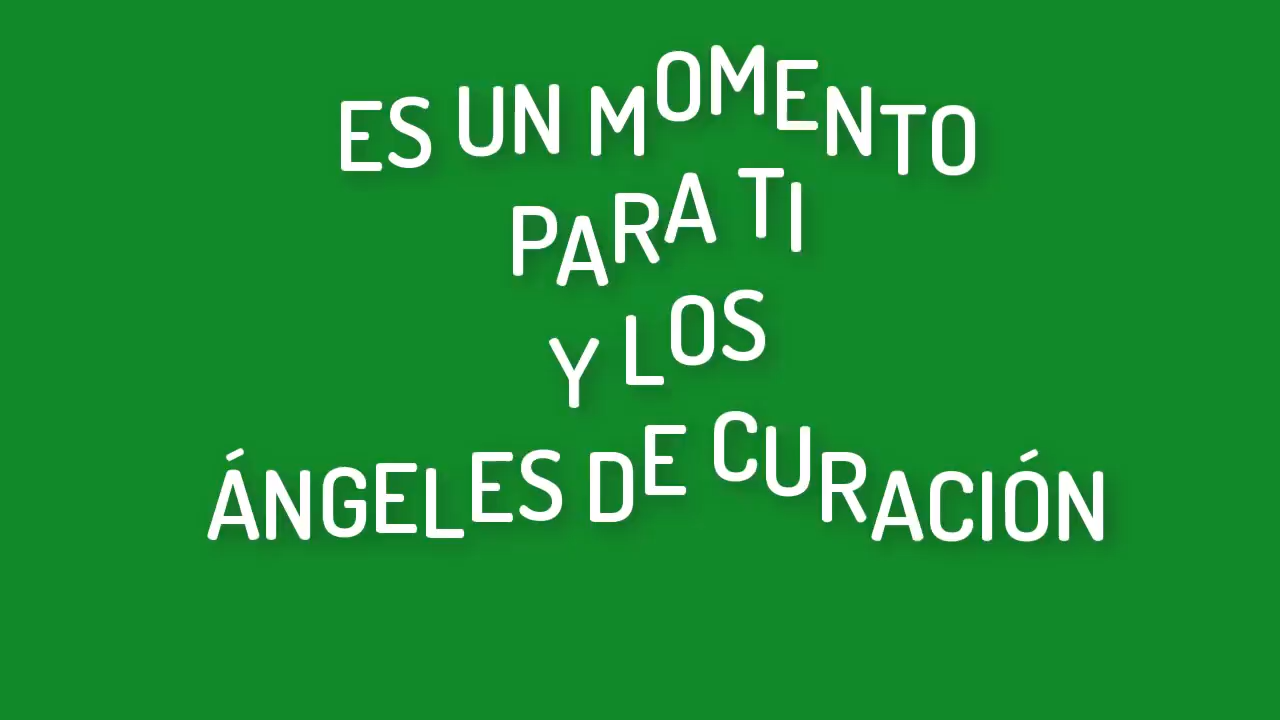 ES UN MOMENTO
PARA TI
Y LOS
ÁNGELES DE CURACIÓN